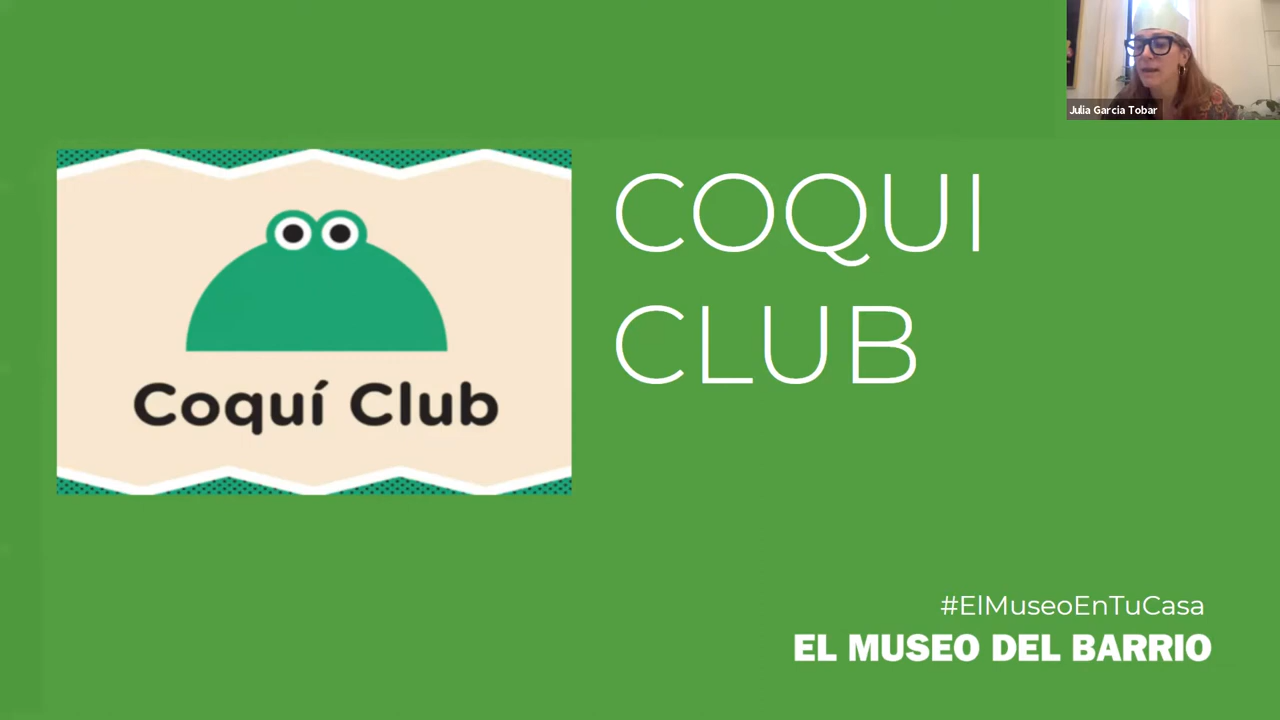 Julia Garcia Tobar
COQUI
CLUB
Coquí Club
#ElMuseoEnTuCasa
EL MUSEO DEL BARRIO